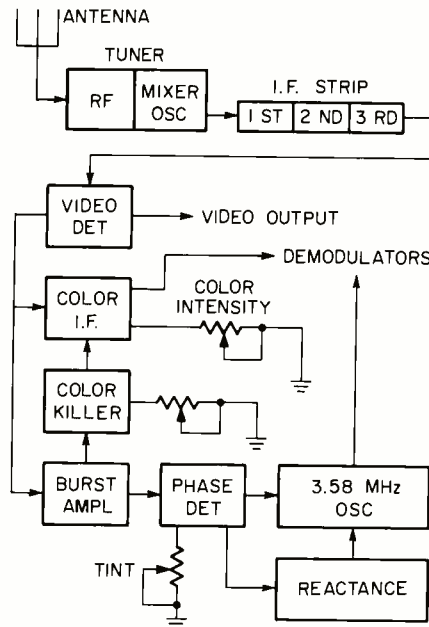 ANTENNA
TUNER
RF
MIXER
OSC
I.F. STRIP
1 ST
2 ND
3 RD
VIDEO
DET
VIDEO OUTPUT
DEMODULATORS
COLOR
I.F.
COLOR
INTENSITY
COLOR
KILLER
BURST
AMPL
PHASE
DET
3.58 MHz
OSC
TINT
REACTANCE